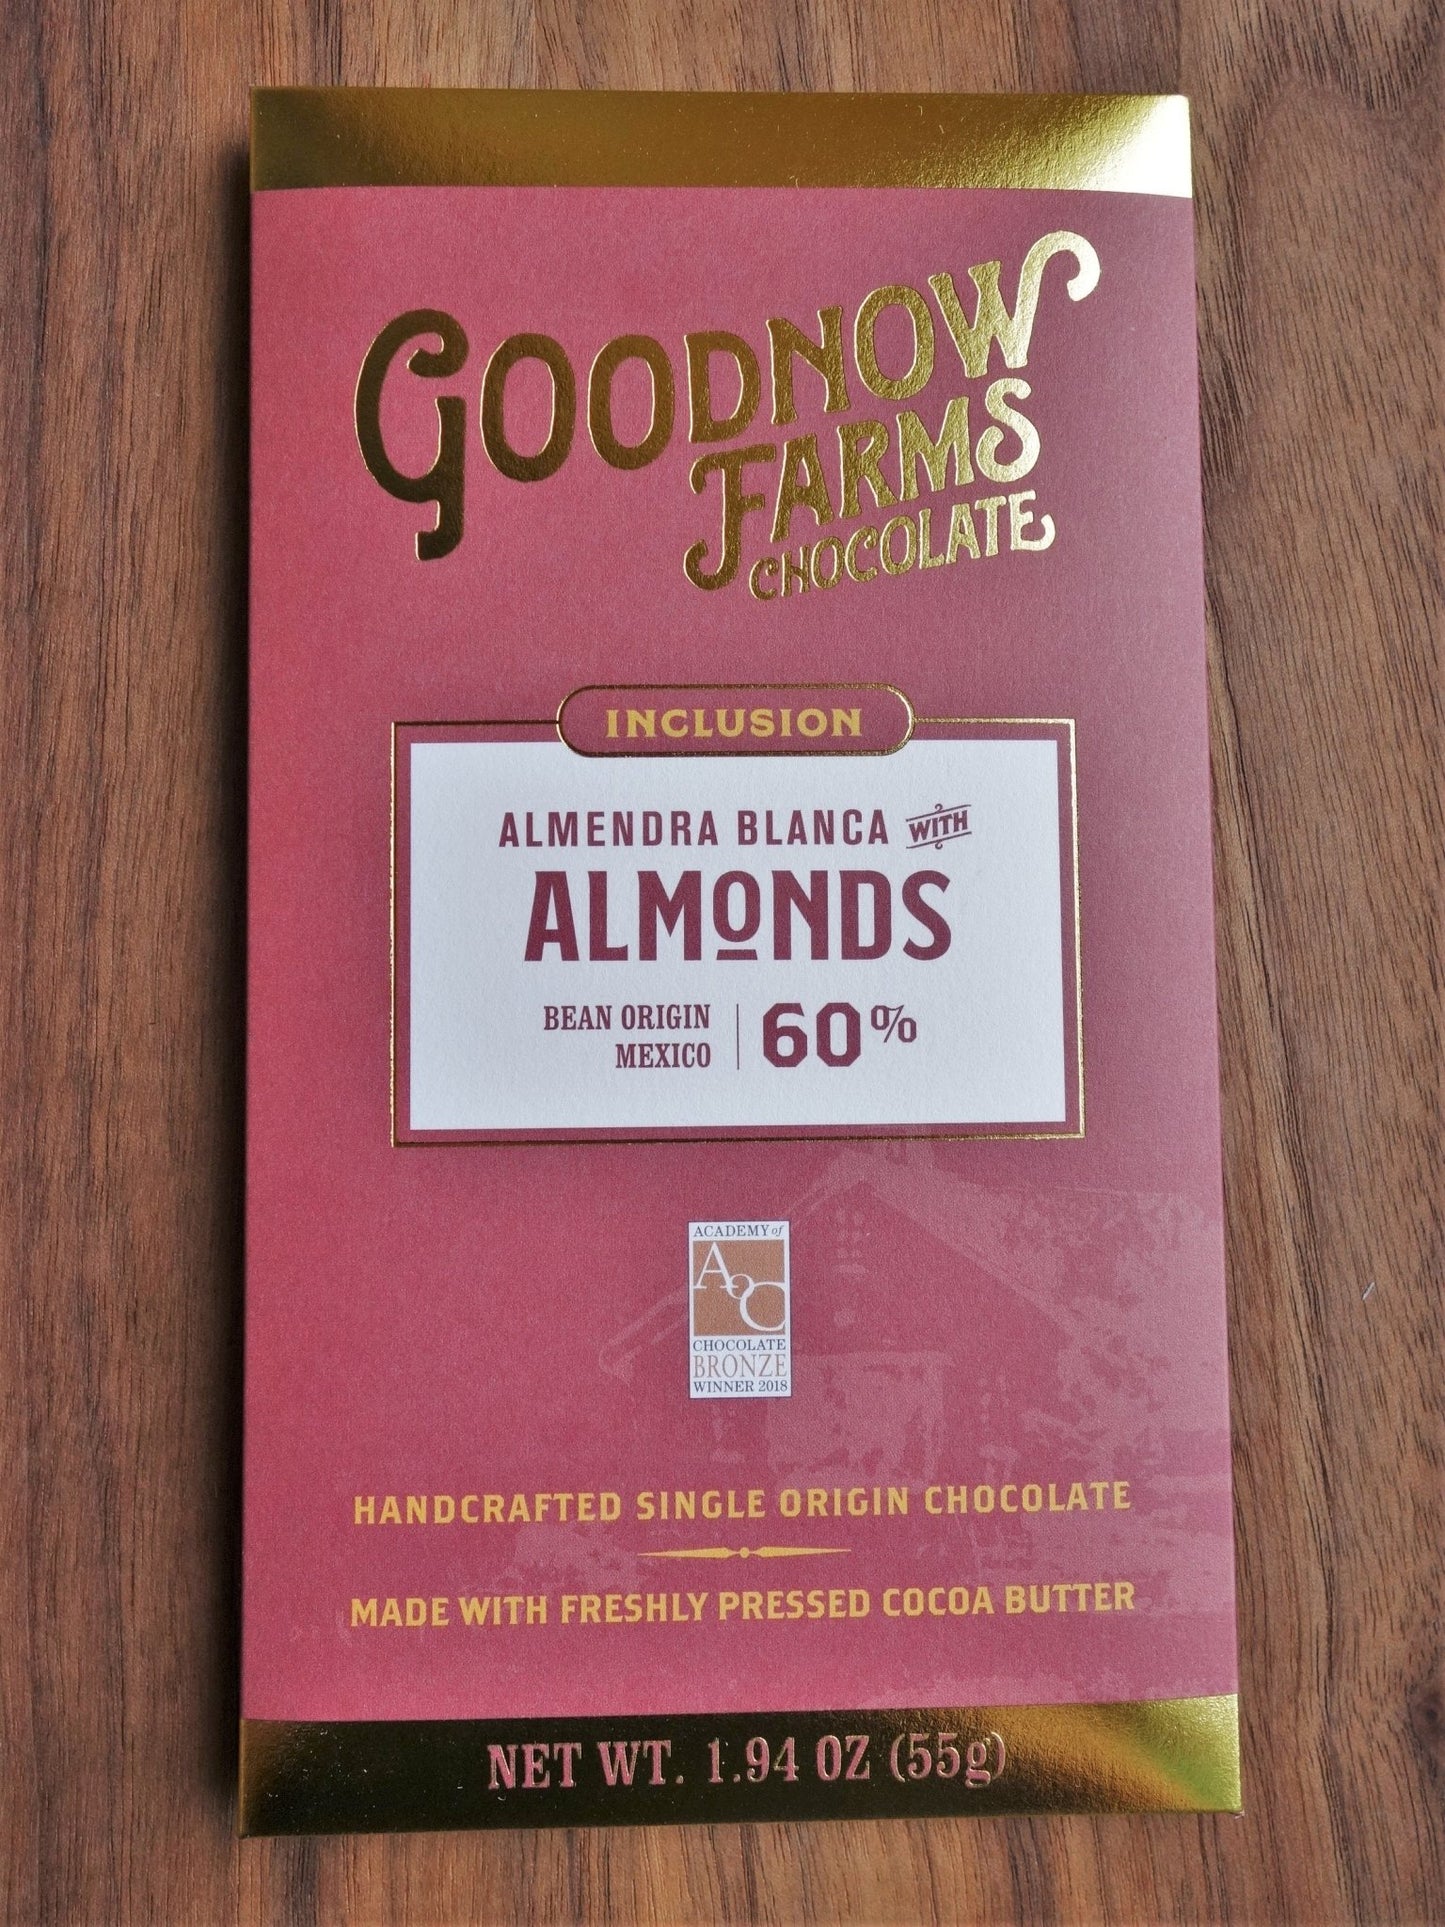 GOODNOW
FARMS
CHOCOLATE
INCLUSION
ALMENDRA BLANCA WITH
ALMONDS
BEAN ORIGIN
MEXICO
60%
ACADEMY of
AOC
CHOCOLATE
BRONZE
WINNER 2018
HANDCRAFTED SINGLE ORIGIN CHOCOLATE
MADE WITH FRESHLY PRESSED COCOA BUTTER
NET WT. 1.94 OZ (55g)